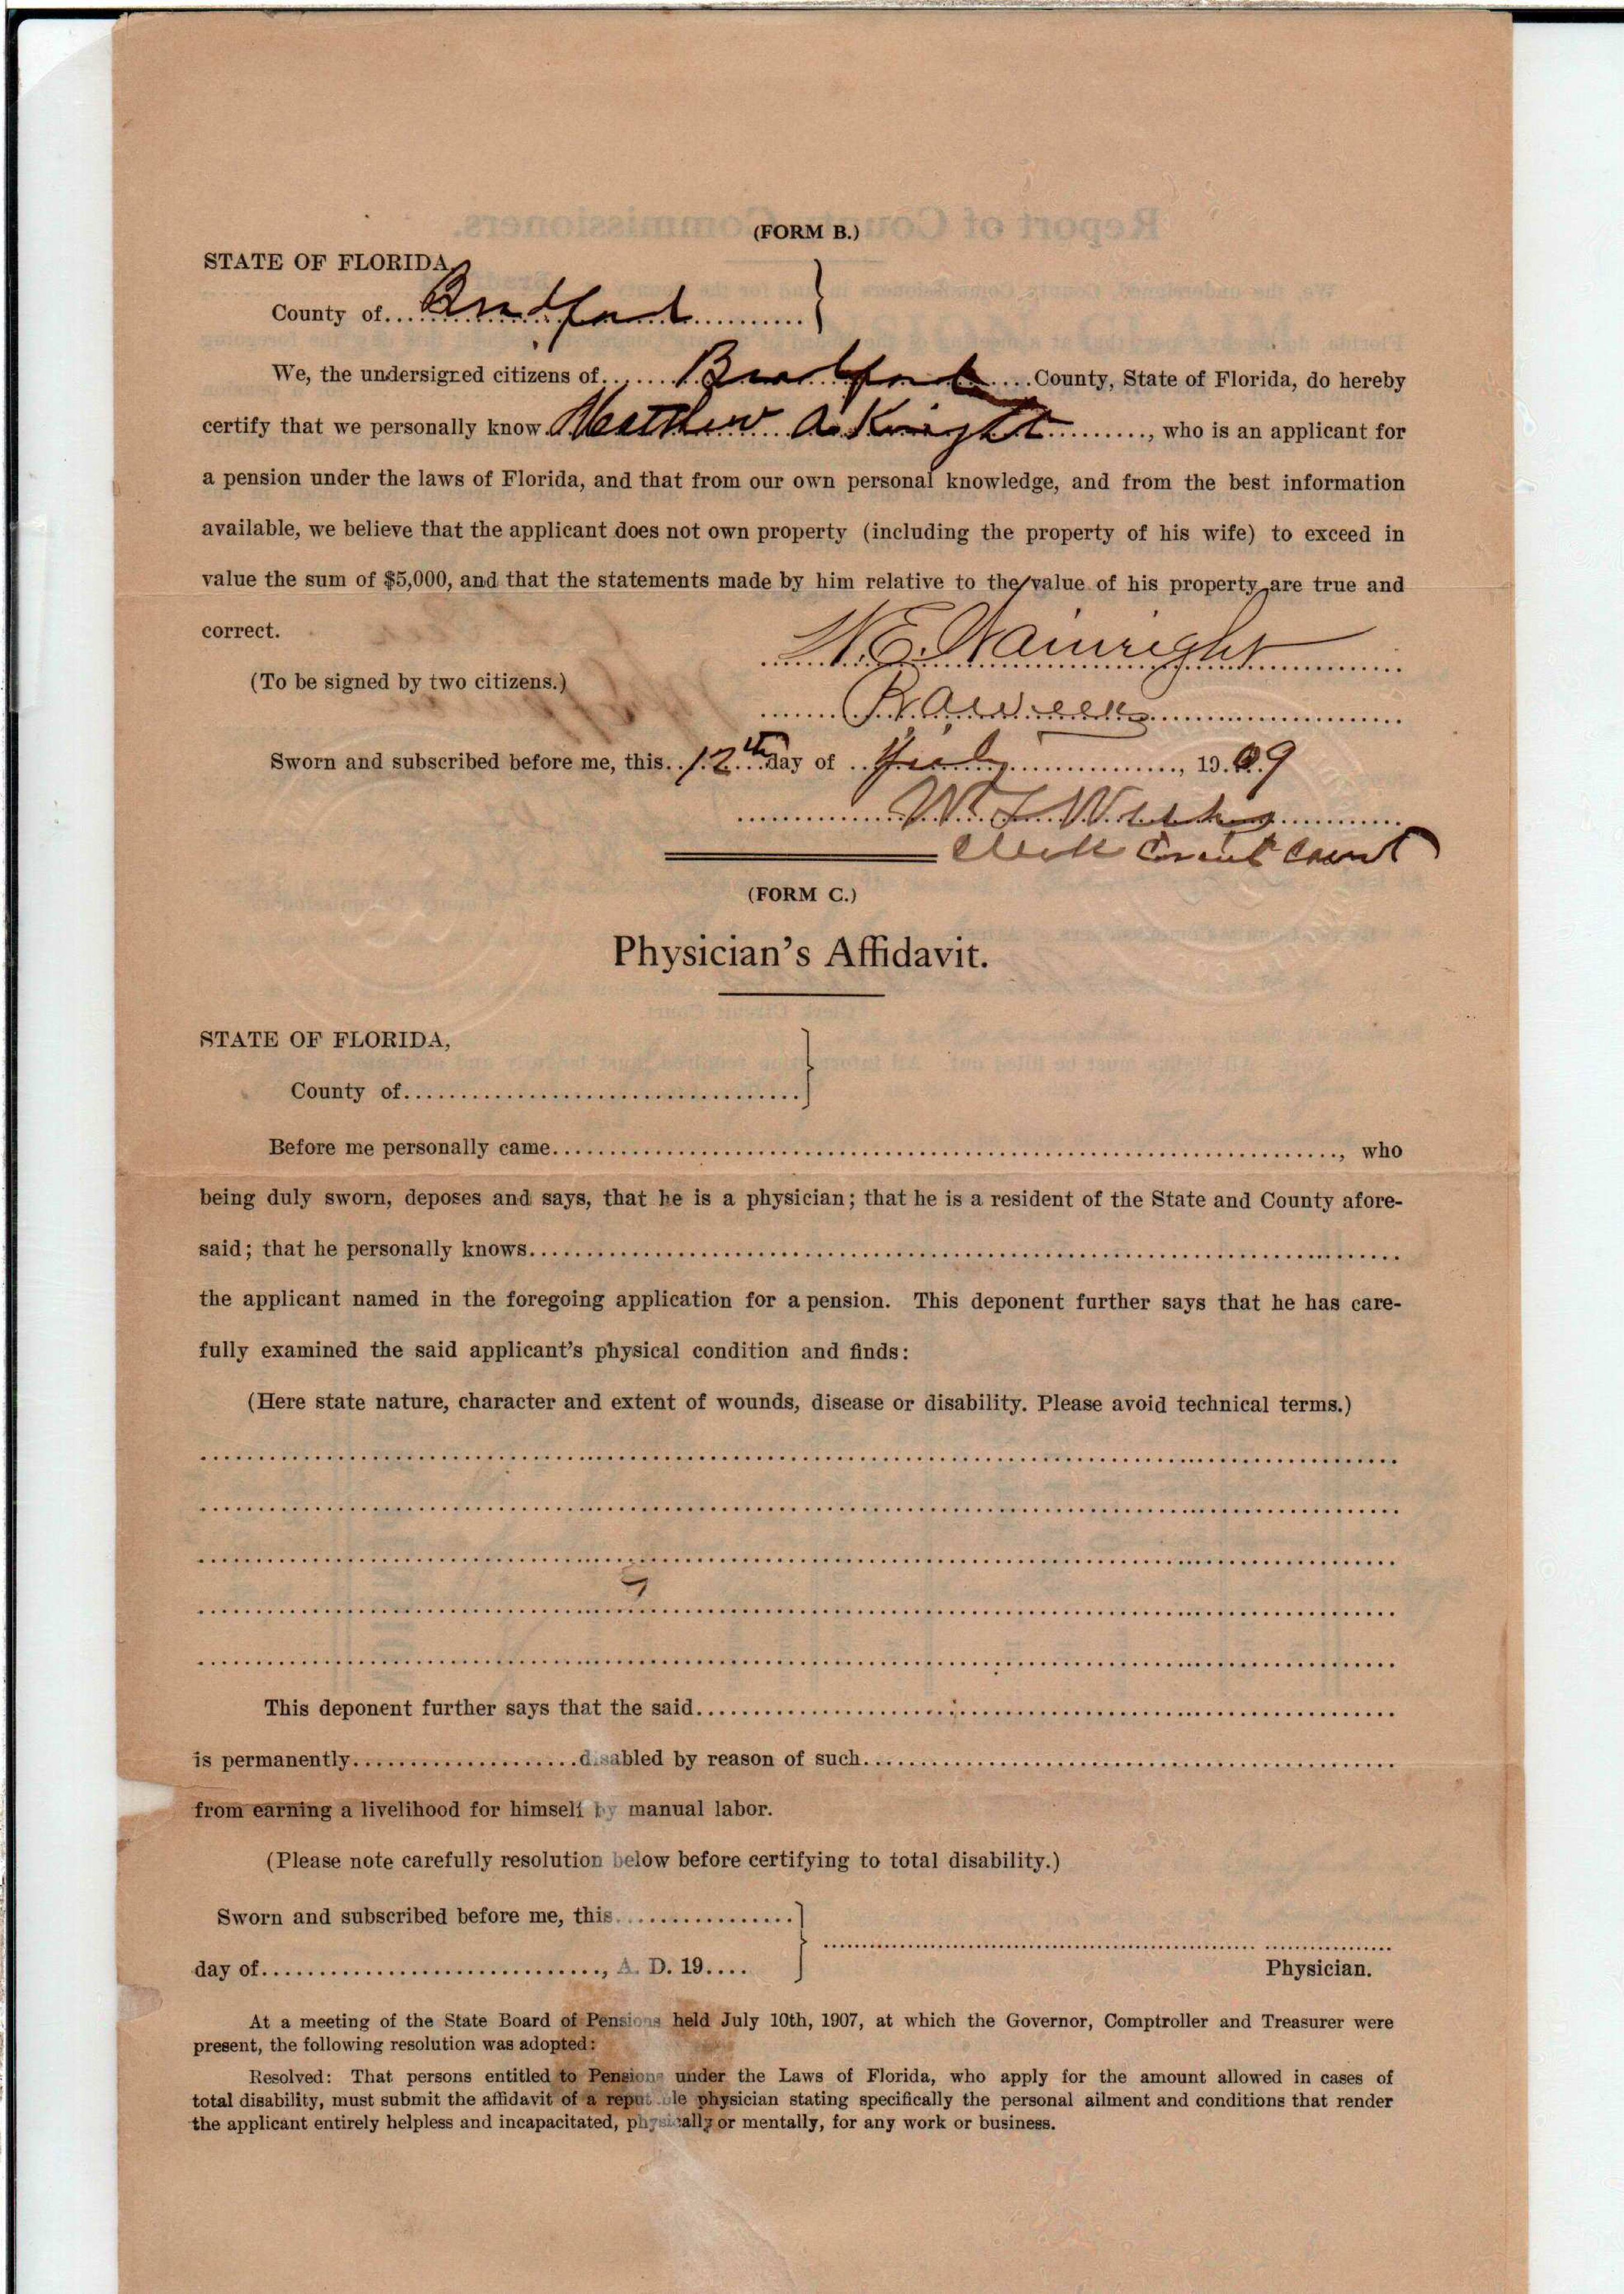 (FORM B.)
STATE OF FLORIDA,
County of Bradford
We, the undersigned citizens of Bradford County, State of Florida, do hereby
certify that we personally know Matthew A. Knight, who is an applicant for
a pension under the laws of Florida, and that from our own personal knowledge, and from the best information
available, we believe that the applicant does not own property (including the property of his wife) to exceed in
value the sum of $5,000, and that the statements made by him relative to the value of his property are true and
correct.
N. E. Wainright
(To be signed by two citizens.)
Sworn and subscribed before me, this 12th day of July, 1909
W. L.
Clerk Circuit Court
(FORM C.)
Physician's Affidavit.
STATE OF FLORIDA,
County of
Before me personally came, who
being duly sworn, deposes and says, that he is a physician; that he is a resident of the State and County afore-
said; that he personally knows
the applicant named in the foregoing application for a pension. This deponent further says that he has care-
fully examined the said applicant's physical condition and finds:
(Here state nature, character and extent of wounds, disease or disability. Please avoid technical terms.)
This deponent further says that the said
is permanently disabled by reason of such
from earning a livelihood for himself by manual labor.
(Please note carefully resolution below before certifying to total disability.)
Sworn and subscribed before me, this
day of, A. D. 19
Physician.
At a meeting of the State Board of Pensions held July 10th, 1907, at which the Governor, Comptroller and Treasurer were
present, the following resolution was adopted:
Resolved: That persons entitled to Pensions under the Laws of Florida, who apply for the amount allowed in cases of
total disability, must submit the affidavit of a reputable physician stating specifically the personal ailment and conditions that render
the applicant entirely helpless and incapacitated, physically or mentally, for any work or business.